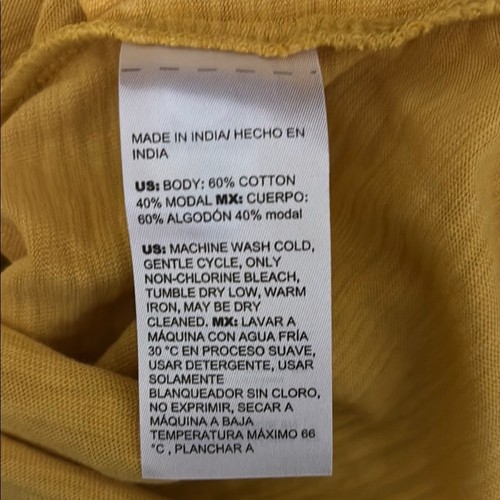 MADE IN INDIA/ HECHO EN
INDIA
US: BODY: 60% COTTON
40% MODAL MX: CUERPO:
60% ALGODÓN 40% modal
US: MACHINE WASH COLD,
GENTLE CYCLE, ONLY
NON-CHLORINE BLEACH,
TUMBLE DRY LOW, WARM
IRON, MAY BE DRY
CLEANED. MX: LAVAR A
MÁQUINA CON AGUA FRÍA
30 °C EN PROCESO SUAVE,
USAR DETERGENTE, USAR
SOLAMENTE
BLANQUEADOR SIN CLORO,
NO EXPRIMIR, SECAR A
MÁQUINA A BAJA
TEMPERATURA MÁXIMO 66
°C , PLANCHAR A